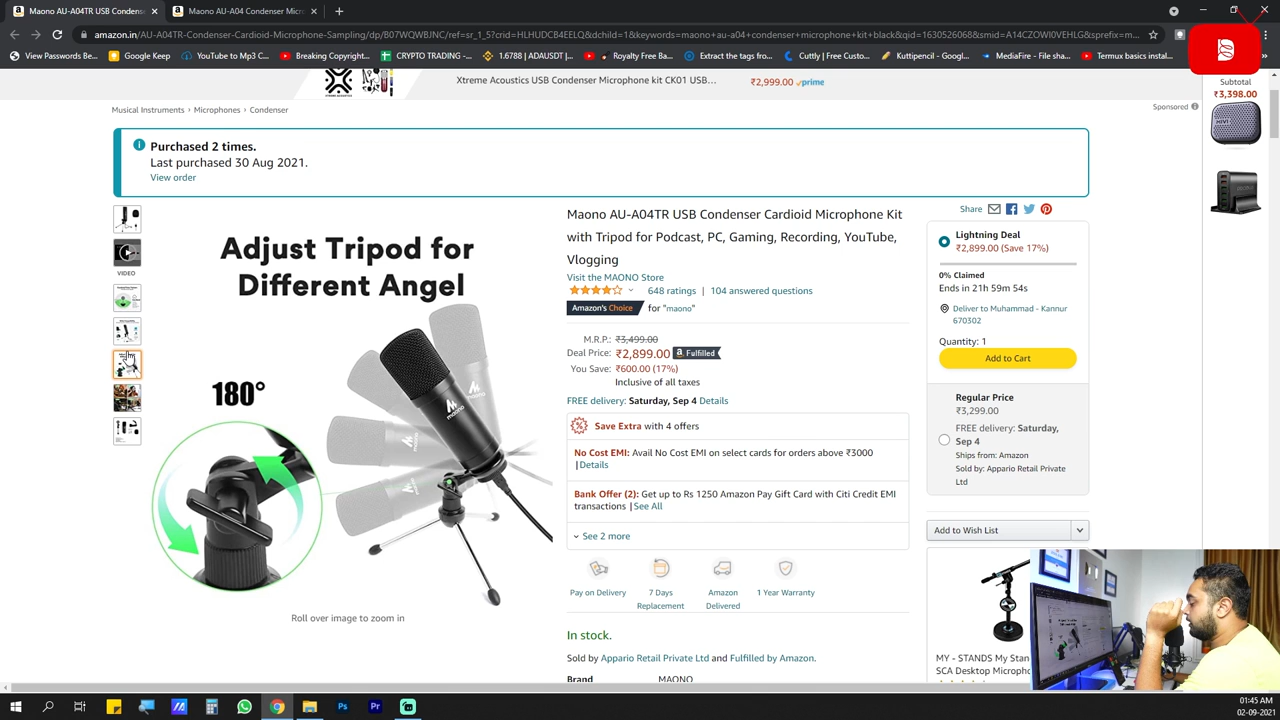 Maono AU-A04TR USB Condenser C
Maono AU-A04 Condenser Micr
amazon.in/AU-A04TR-Condenser-Cardioid-Microphone-Sampling/dp/B07WQWBJNC/ref=sr_1_5?crid=HLHUDCB4EELQ&dchild=1&keywords=maono+au-a04+condenser+microphone+kit+black&qid=1630526068&smid=A14CZOWI0VEHLG&sprefix=m...
View Passwords Be...
Google Keep
YouTube to Mp3 C...
Breaking Copyright...
CRYPTO TRADING -...
1.6788 ADAUSDT |...
Royalty Free Ba...
Extract the tags fro...
Cuttly | Free Custo...
Kuttipencil - Googl...
MediaFire - File sha...
Termux basics instal...
Xtreme Acoustics USB Condenser Microphone kit CK01 USB...
₹2,999.00 prime
Subtotal
₹3,398.00
Musical Instruments › Microphones › Condenser
Sponsored
Purchased 2 times.
Last purchased 30 Aug 2021.
View order
VIDEO
Adjust Tripod for
Different Angel
180°
maono
Roll over image to zoom in
Maono AU-A04TR USB Condenser Cardioid Microphone Kit
with Tripod for Podcast, PC, Gaming, Recording, YouTube,
Vlogging
Visit the MAONO Store
648 ratings | 104 answered questions
Amazon's Choice for "maono"
M.R.P.: ₹3,499.00
Deal Price: ₹2,899.00 Fulfilled
You Save: ₹600.00 (17%)
Inclusive of all taxes
FREE delivery: Saturday, Sep 4 Details
Save Extra with 4 offers
No Cost EMI: Avail No Cost EMI on select cards for orders above ₹3000
|Details
Bank Offer (2): Get up to Rs 1250 Amazon Pay Gift Card with Citi Credit EMI
transactions |See All
See 2 more
Pay on Delivery
7 Days
Replacement
Amazon
Delivered
1 Year Warranty
In stock.
Sold by Appario Retail Private Ltd and Fulfilled by Amazon.
Brand MAONO
Share
Lightning Deal
₹2,899.00 (Save 17%)
0% Claimed
Ends in 21h 59m 54s
Deliver to Muhammad - Kannur
670302
Quantity: 1
Add to Cart
Regular Price
₹3,299.00
FREE delivery: Saturday,
Sep 4
Ships from: Amazon
Sold by: Appario Retail Private
Ltd
Add to Wish List
MY - STANDS My Stan
SCA Desktop Micropho
01:45 AM
02-09-2021